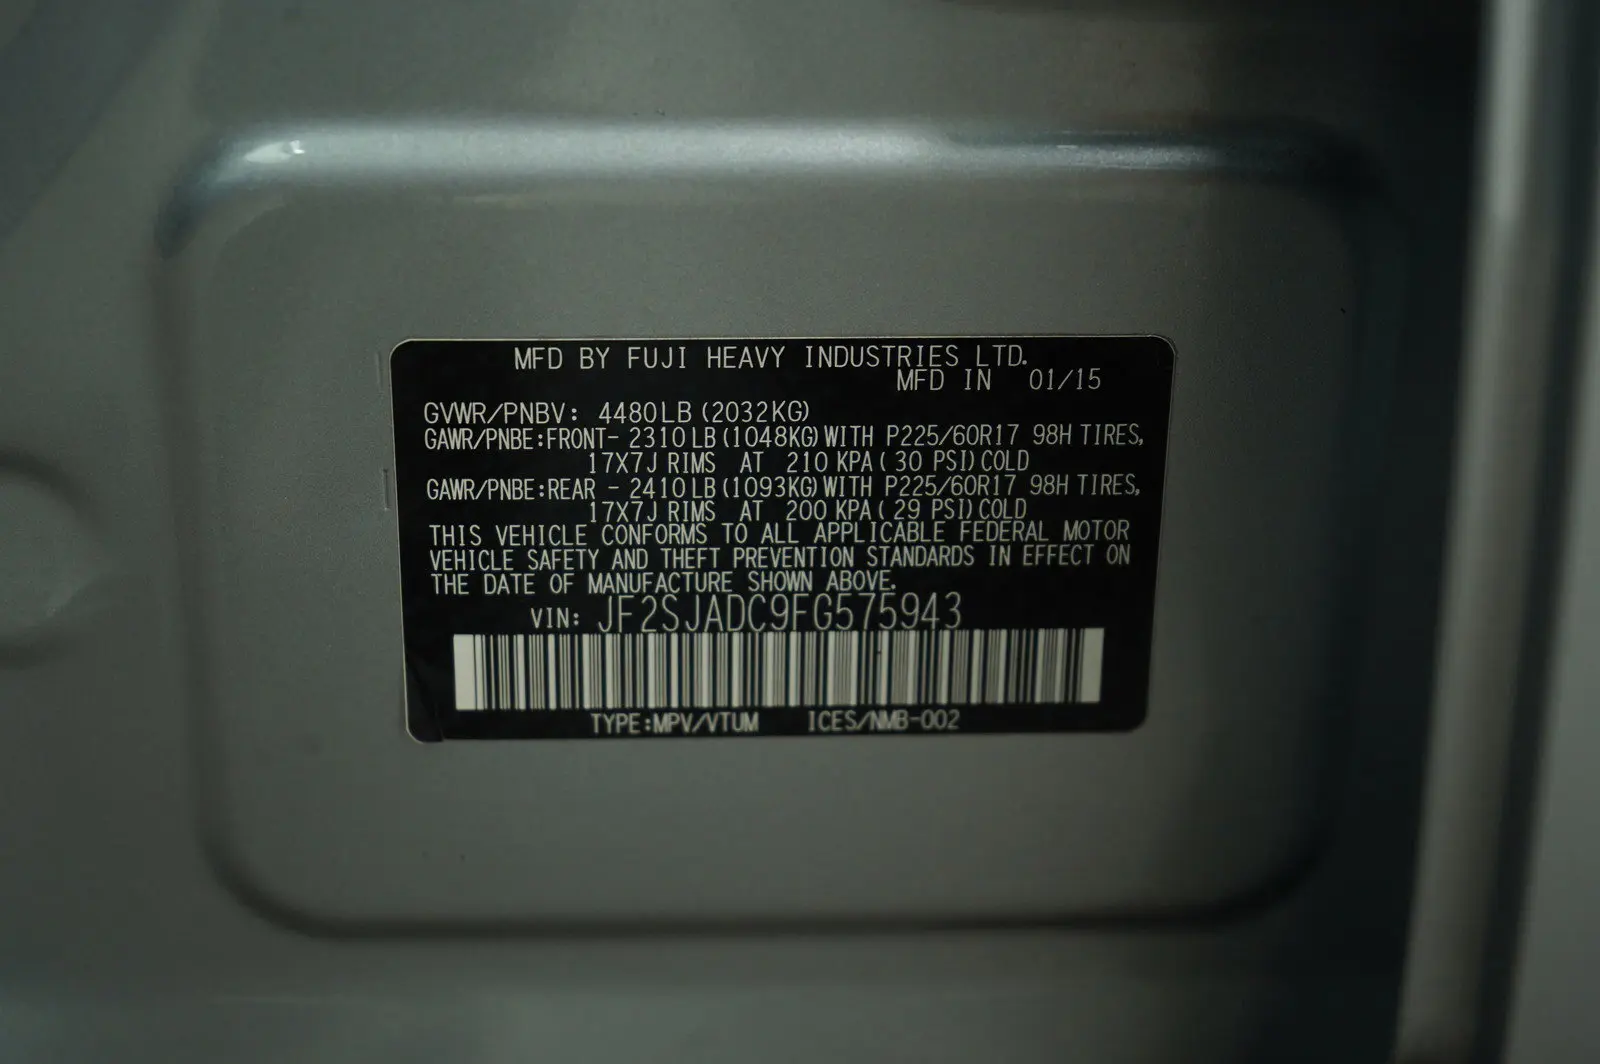 MFD BY FUJI HEAVY INDUSTRIES LTD.
MFD IN 01/15
GVWR/PNBV: 4480LB(2032KG)
GAWR/PNBE:FRONT- 2310LB(1048KG)WITH P225/60R17 98H TIRES,
17X7J RIMS AT 210 KPA(30 PSI)COLD
GAWR/PNBE:REAR - 2410LB(1093KG)WITH P225/60R17 98H TIRES,
17X7J RIMS AT 200 KPA(29 PSI)COLD
THIS VEHICLE CONFORMS TO ALL APPLICABLE FEDERAL MOTOR
VEHICLE SAFETY AND THEFT PREVENTION STANDARDS IN EFFECT ON
THE DATE OF MANUFACTURE SHOWN ABOVE.
VIN: JF2SJADC9FG575943
TYPE:MPV/VTUM ICES/NMB-002